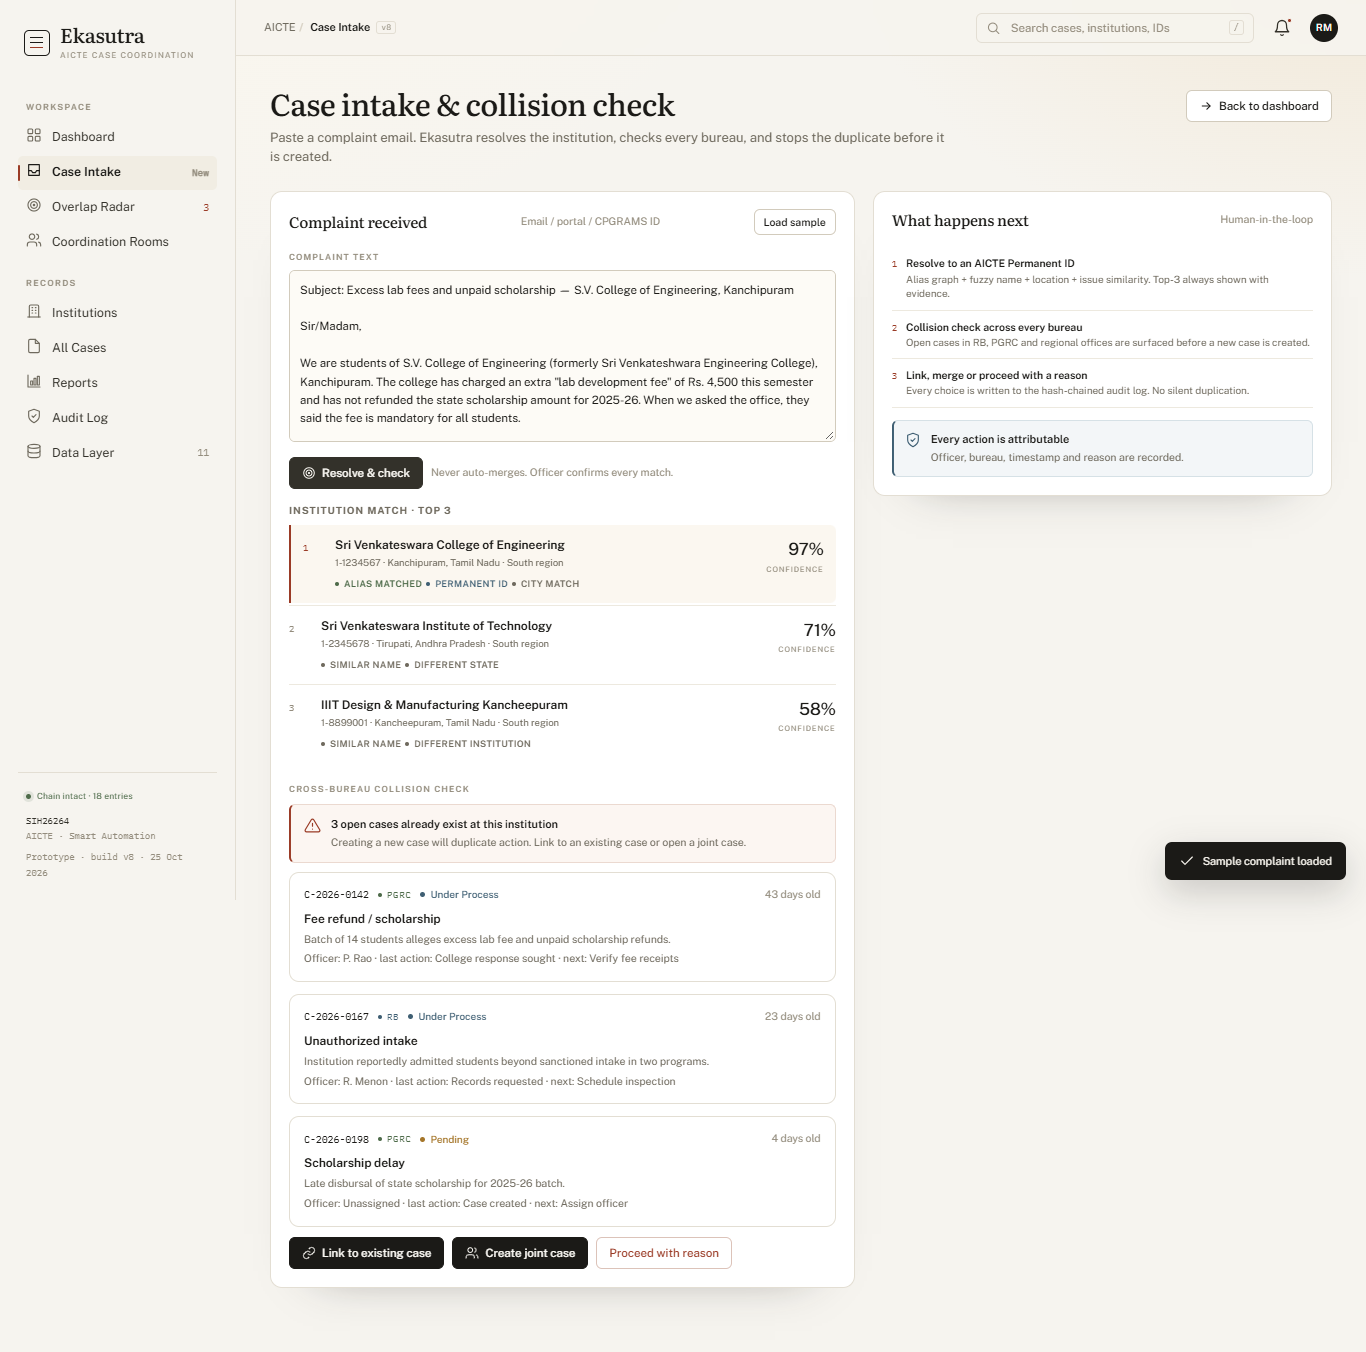 Ekasutra
AICTE CASE COORDINATION
WORKSPACE
Dashboard
Case Intake New
Overlap Radar 3
Coordination Rooms
RECORDS
Institutions
All Cases
Reports
Audit Log
Data Layer 11
Chain intact · 18 entries
SIH26264
AICTE · Smart Automation
Prototype · build v8 · 25 Oct
2026
AICTE / Case Intake v8
Search cases, institutions, IDs /
RM
Case intake & collision check
Paste a complaint email. Ekasutra resolves the institution, checks every bureau, and stops the duplicate before it
is created.
Back to dashboard
Complaint received
Email / portal / CPGRAMS ID
Load sample
COMPLAINT TEXT
Subject: Excess lab fees and unpaid scholarship — S.V. College of Engineering, Kanchipuram
Sir/Madam,
We are students of S.V. College of Engineering (formerly Sri Venkateshwara Engineering College),
Kanchipuram. The college has charged an extra "lab development fee" of Rs. 4,500 this semester
and has not refunded the state scholarship amount for 2025-26. When we asked the office, they
said the fee is mandatory for all students.
Resolve & check
Never auto-merges. Officer confirms every match.
INSTITUTION MATCH · TOP 3
1 Sri Venkateswara College of Engineering 97%
1-1234567 · Kanchipuram, Tamil Nadu · South region CONFIDENCE
ALIAS MATCHED PERMANENT ID CITY MATCH
2 Sri Venkateswara Institute of Technology 71%
1-2345678 · Tirupati, Andhra Pradesh · South region CONFIDENCE
SIMILAR NAME DIFFERENT STATE
3 IIIT Design & Manufacturing Kancheepuram 58%
1-8899001 · Kancheepuram, Tamil Nadu · South region CONFIDENCE
SIMILAR NAME DIFFERENT INSTITUTION
CROSS-BUREAU COLLISION CHECK
3 open cases already exist at this institution
Creating a new case will duplicate action. Link to an existing case or open a joint case.
C-2026-0142 PGRC Under Process 43 days old
Fee refund / scholarship
Batch of 14 students alleges excess lab fee and unpaid scholarship refunds.
Officer: P. Rao · last action: College response sought · next: Verify fee receipts
C-2026-0167 RB Under Process 23 days old
Unauthorized intake
Institution reportedly admitted students beyond sanctioned intake in two programs.
Officer: R. Menon · last action: Records requested · next: Schedule inspection
C-2026-0198 PGRC Pending 4 days old
Scholarship delay
Late disbursal of state scholarship for 2025-26 batch.
Officer: Unassigned · last action: Case created · next: Assign officer
Link to existing case
Create joint case
Proceed with reason
What happens next
Human-in-the-loop
1 Resolve to an AICTE Permanent ID
Alias graph + fuzzy name + location + issue similarity. Top-3 always shown with
evidence.
2 Collision check across every bureau
Open cases in RB, PGRC and regional offices are surfaced before a new case is created.
3 Link, merge or proceed with a reason
Every choice is written to the hash-chained audit log. No silent duplication.
Every action is attributable
Officer, bureau, timestamp and reason are recorded.
Sample complaint loaded